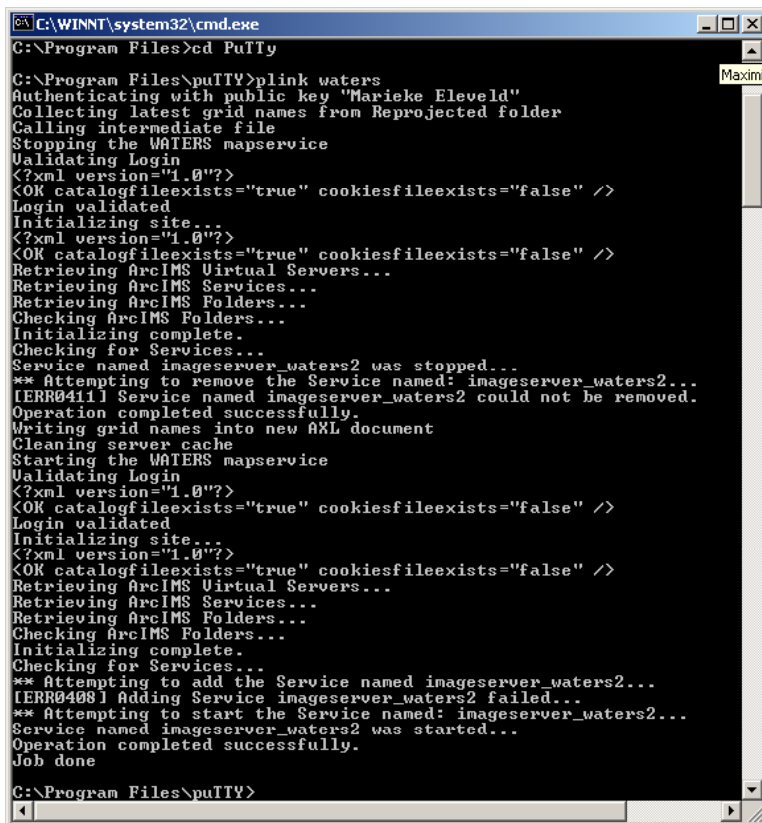 C:\WINNT\system32\cmd.exe
C:\Program Files>cd PuTTy
C:\Program Files\puTTY>plink waters
Maximi
Authenticating with public key "Marieke Eleveld"
Collecting latest grid names from Reprojected folder
Calling intermediate file
Stopping the WATERS mapservice
Validating Login
<?xml version="1.0"?>
<OK catalogfileexists="true" cookiesfileexists="false" />
Login validated
Initializing site...
<?xml version="1.0"?>
<OK catalogfileexists="true" cookiesfileexists="false" />
Retrieving ArcIMS Virtual Servers...
Retrieving ArcIMS Services...
Retrieving ArcIMS Folders...
Checking ArcIMS Folders...
Initializing complete.
Checking for Services...
Service named imageserver_waters2 was stopped...
** Attempting to remove the Service named: imageserver_waters2...
[ERR0411] Service named imageserver_waters2 could not be removed.
Operation completed successfully.
Writing grid names into new AXL document
Cleaning server cache
Starting the WATERS mapservice
Validating Login
<?xml version="1.0"?>
<OK catalogfileexists="true" cookiesfileexists="false" />
Login validated
Initializing site...
<?xml version="1.0"?>
<OK catalogfileexists="true" cookiesfileexists="false" />
Retrieving ArcIMS Virtual Servers...
Retrieving ArcIMS Services...
Retrieving ArcIMS Folders...
Checking ArcIMS Folders...
Initializing complete.
Checking for Services...
** Attempting to add the Service named imageserver_waters2...
[ERR0408] Adding Service imageserver_waters2 failed...
** Attempting to start the Service named: imageserver_waters2...
Service named imageserver_waters2 was started...
Operation completed successfully.
Job done
C:\Program Files\puTTY>